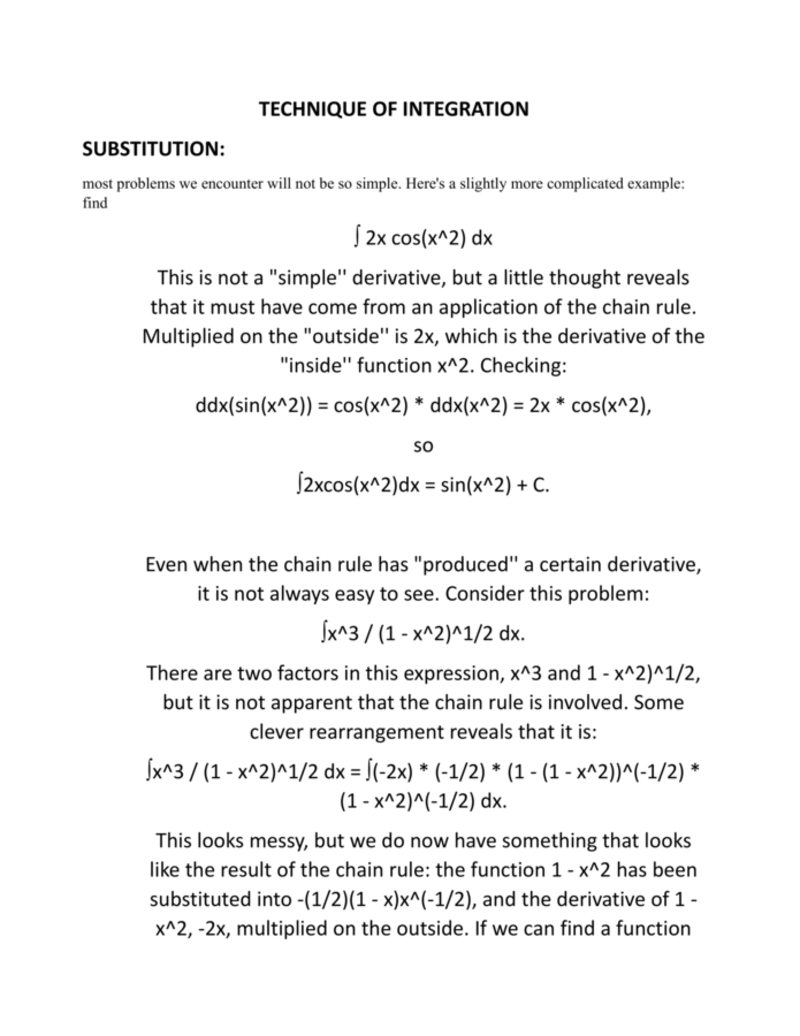 TECHNIQUE OF INTEGRATION
SUBSTITUTION:
most problems we encounter will not be so simple. Here's a slightly more complicated example:
find
∫ 2x cos(x^2) dx
This is not a "simple'' derivative, but a little thought reveals
that it must have come from an application of the chain rule.
Multiplied on the "outside'' is 2x, which is the derivative of the
"inside'' function x^2. Checking:
ddx(sin(x^2)) = cos(x^2) * ddx(x^2) = 2x * cos(x^2),
so
∫2xcos(x^2)dx = sin(x^2) + C.
Even when the chain rule has "produced'' a certain derivative,
it is not always easy to see. Consider this problem:
∫x^3 / (1 - x^2)^1/2 dx.
There are two factors in this expression, x^3 and 1 - x^2)^1/2,
but it is not apparent that the chain rule is involved. Some
clever rearrangement reveals that it is:
∫x^3 / (1 - x^2)^1/2 dx = ∫(-2x) * (-1/2) * (1 - (1 - x^2))^(-1/2) *
(1 - x^2)^(-1/2) dx.
This looks messy, but we do now have something that looks
like the result of the chain rule: the function 1 - x^2 has been
substituted into -(1/2)(1 - x)x^(-1/2), and the derivative of 1 -
x^2, -2x, multiplied on the outside. If we can find a function